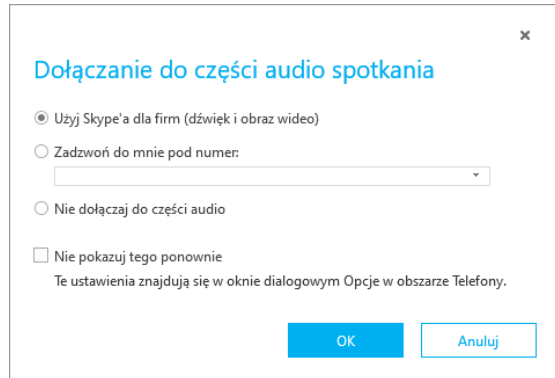 Dołączanie do części audio spotkania
Użyj Skype'a dla firm (dźwięk i obraz wideo)
Zadzwoń do mnie pod numer:
Nie dołączaj do części audio
Nie pokazuj tego ponownie
Te ustawienia znajdują się w oknie dialogowym Opcje w obszarze Telefony.
OK
Anuluj